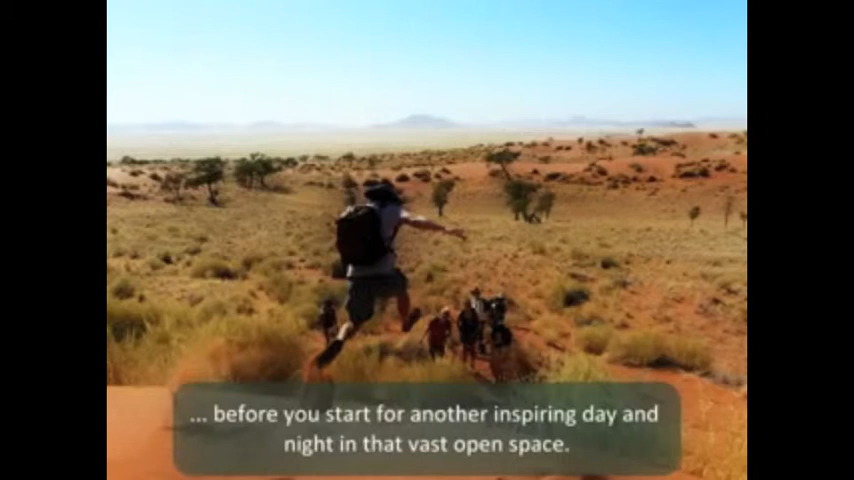 ... before you start for another inspiring day and
night in that vast open space.